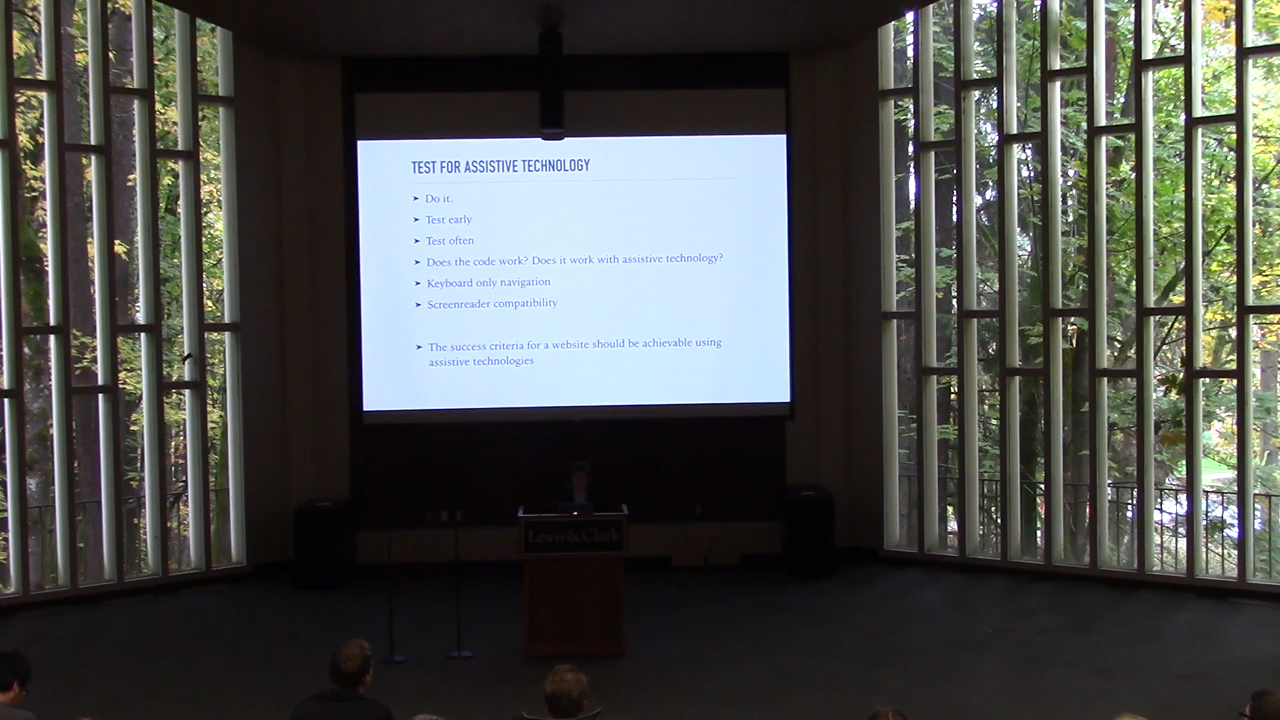 TEST FOR ASSISTIVE TECHNOLOGY
➤ Do it.
➤ Test early
➤ Test often
➤ Does the code work? Does it work with assistive technology?
➤ Keyboard only navigation
➤ Screenreader compatibility
➤ The success criteria for a website should be achievable using
assistive technologies
Lewis & Clark